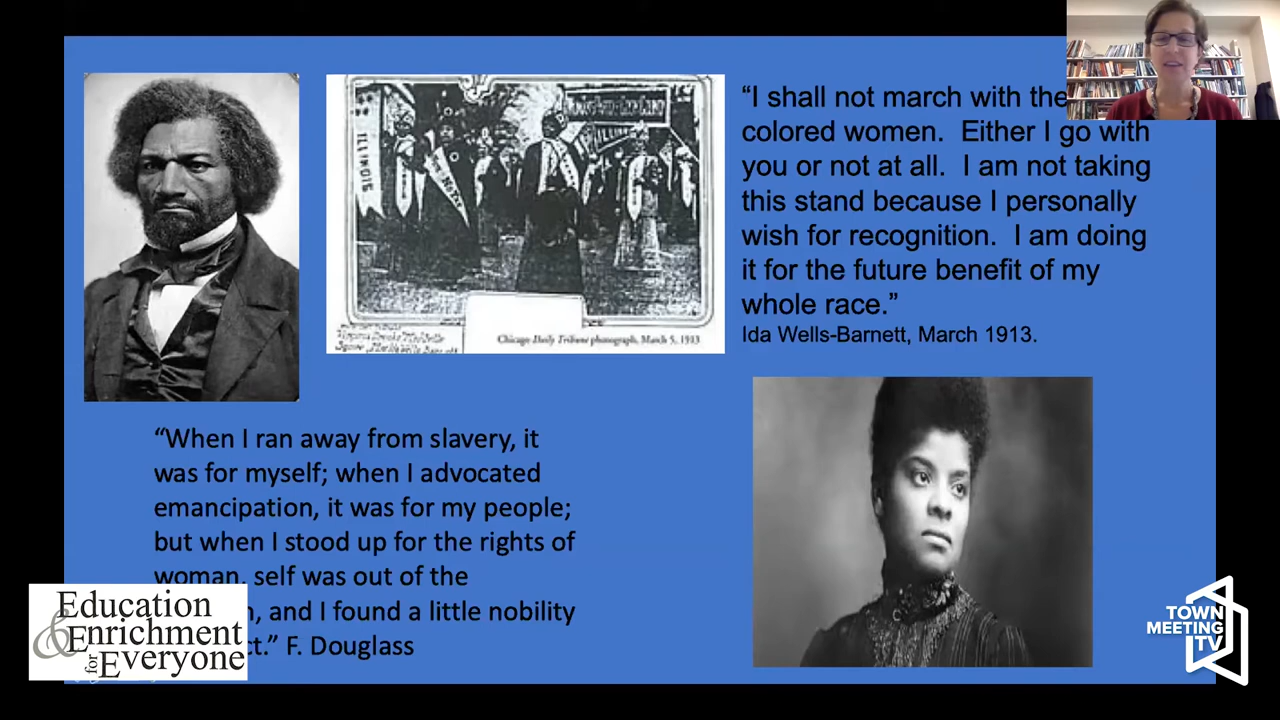 “I shall not march with the
colored women.  Either I go with
you or not at all.  I am not taking
this stand because I personally
wish for recognition.  I am doing
it for the future benefit of my
whole race.”
Ida Wells-Barnett, March 1913.
ILLINOIS
Chicago Daily Tribune photograph, March 5, 1913
“When I ran away from slavery, it
was for myself; when I advocated
emancipation, it was for my people;
but when I stood up for the rights of
woman, self was out of the
and I found a little nobility
F. Douglass
Education
& Enrichment
for Everyone
TOWN
MEETING
TV